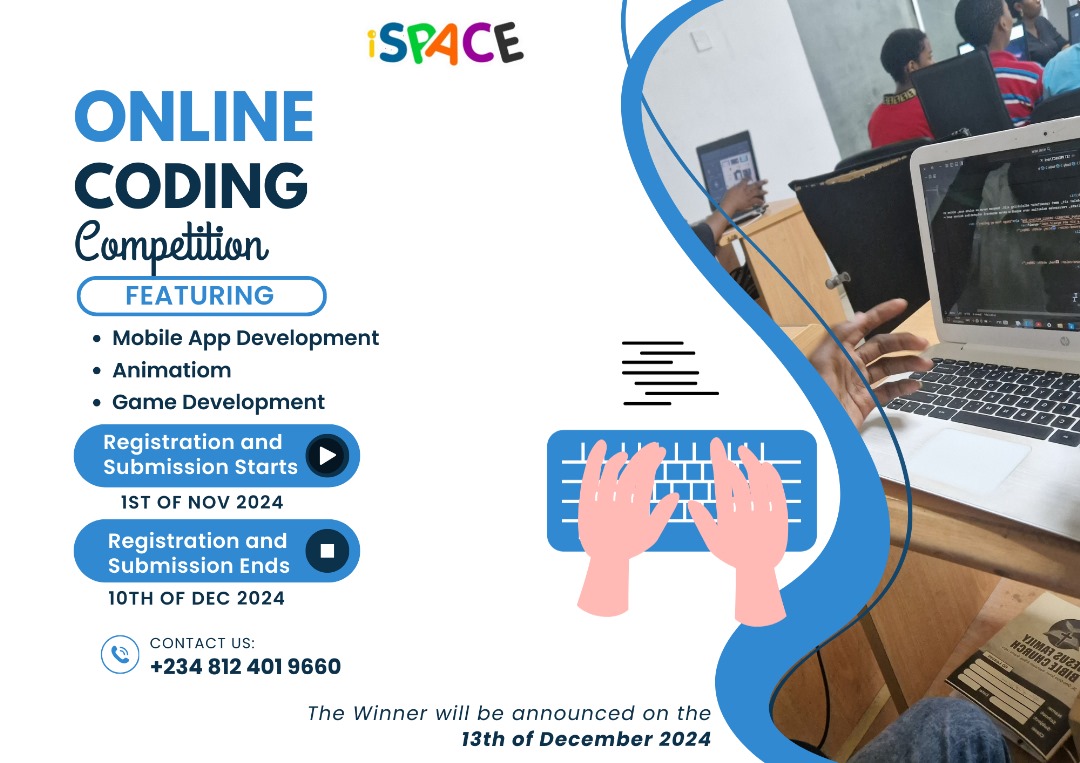 iSPACE
ONLINE
CODING
Competition
FEATURING
• Mobile App Development
• Animatiom
• Game Development
Registration and
Submission Starts
1ST OF NOV 2024
Registration and
Submission Ends
10TH OF DEC 2024
CONTACT US:
+234 812 401 9660
The Winner will be announced on the
13th of December 2024
BIBLE CHURCH